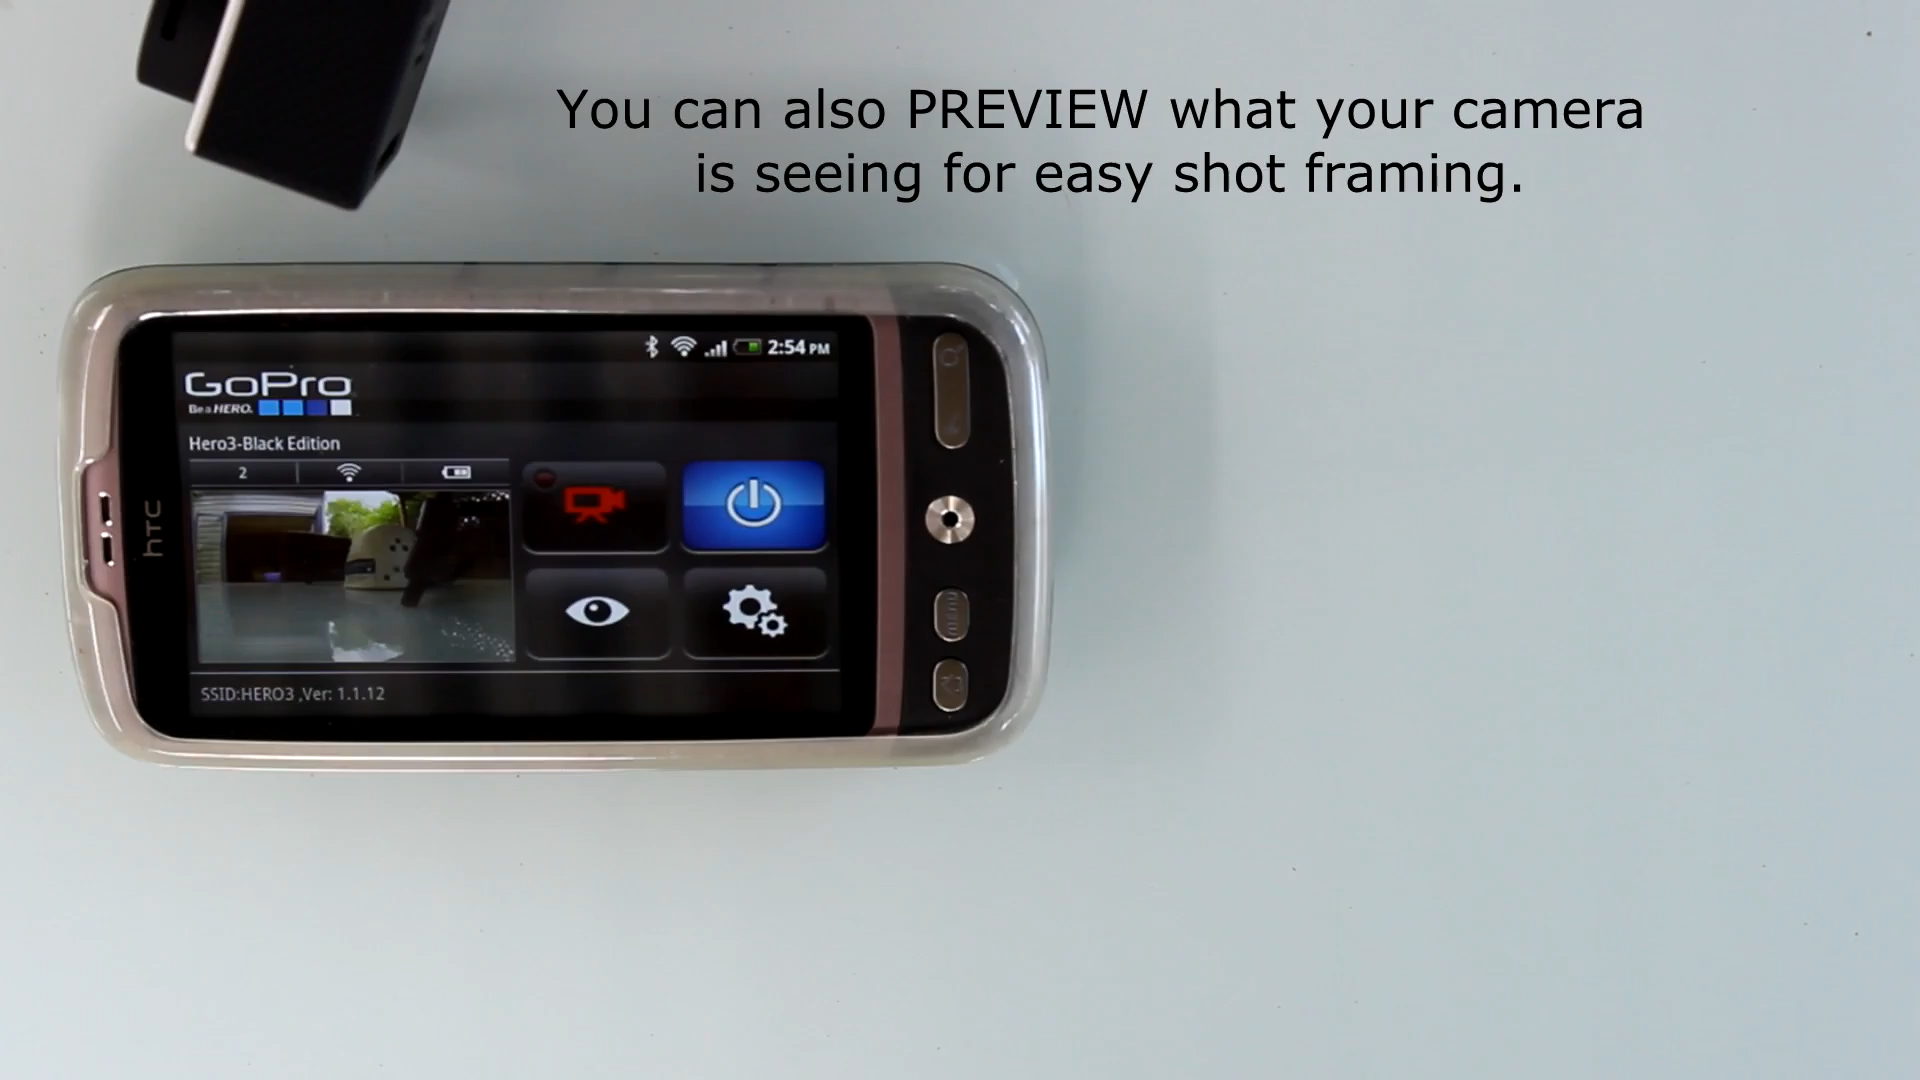 You can also PREVIEW what your camera
is seeing for easy shot framing.
2:54 PM
GoPro
Be a HERO.
Hero3-Black Edition
2
hTC
SSID:HERO3 ,Ver: 1.1.12
menu